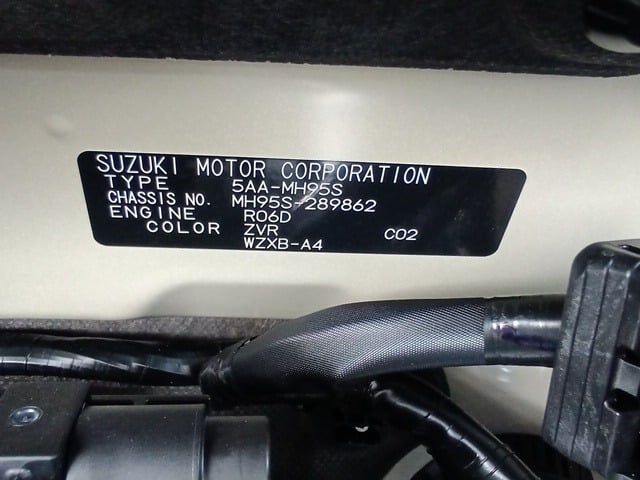 SUZUKI MOTOR CORPORATION
TYPE 5AA-MH95S
CHASSIS NO. MH95S-289862
ENGINE R06D
COLOR ZVR C02
WZXB-A4